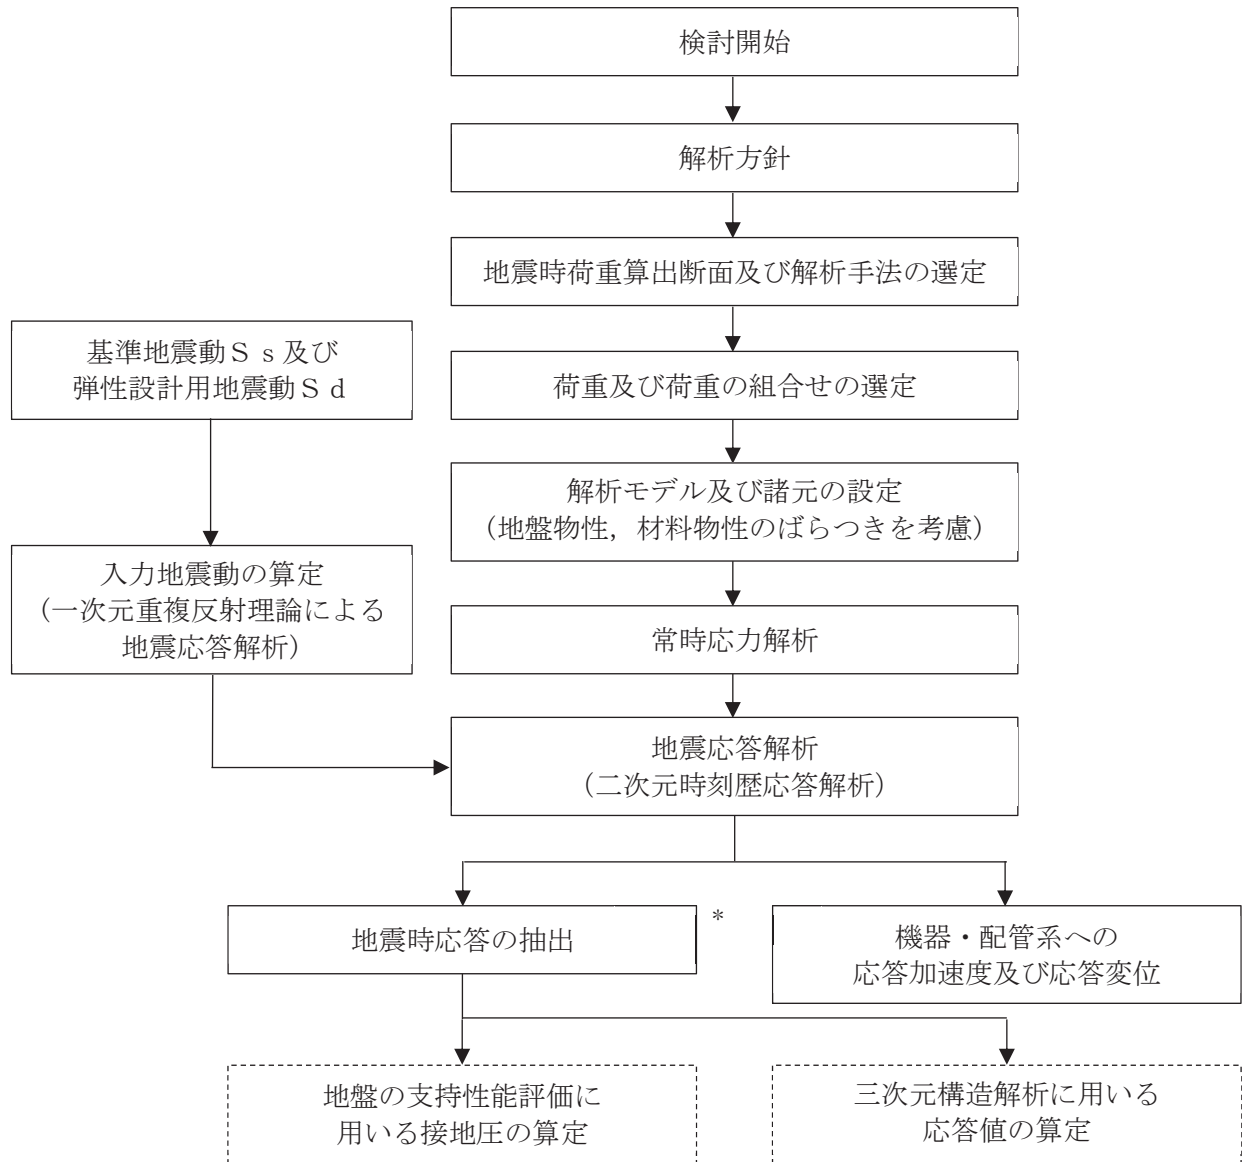 検討開始
解析方針
地震時荷重算出断面及び解析手法の選定
基準地震動Ｓｓ及び
弾性設計用地震動Ｓｄ
荷重及び荷重の組合せの選定
解析モデル及び諸元の設定
（地盤物性，材料物性のばらつきを考慮）
入力地震動の算定
（一次元重複反射理論による
地震応答解析）
常時応力解析
地震応答解析
（二次元時刻歴応答解析）
地震時応答の抽出
*
機器・配管系への
応答加速度及び応答変位
地盤の支持性能評価に
用いる接地圧の算定
三次元構造解析に用いる
応答値の算定